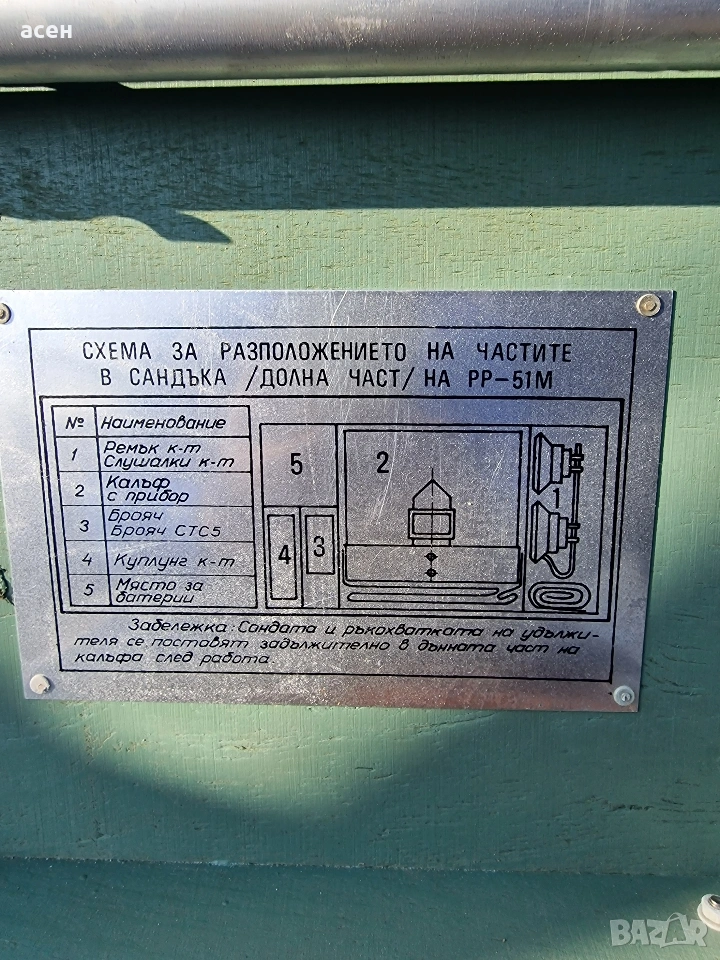 асен
СХЕМА ЗА РАЗПОЛОЖЕНИЕТО НА ЧАСТИТЕ
В САНДЪКА /ДОЛНА ЧАСТ/ НА РР-51М
№ Наименование
1 Ремък к-т
Слушалки к-т
2 Калъф
с прибор
3 Брояч
Брояч СТС5
4 Куплунг к-т
5 Място за
батерии
5
2
1
4
3
Забележка: Сондата и ръкохватката на удължи-
теля се поставят задължително в дънната част на
калъфа след работа.
BAZAR